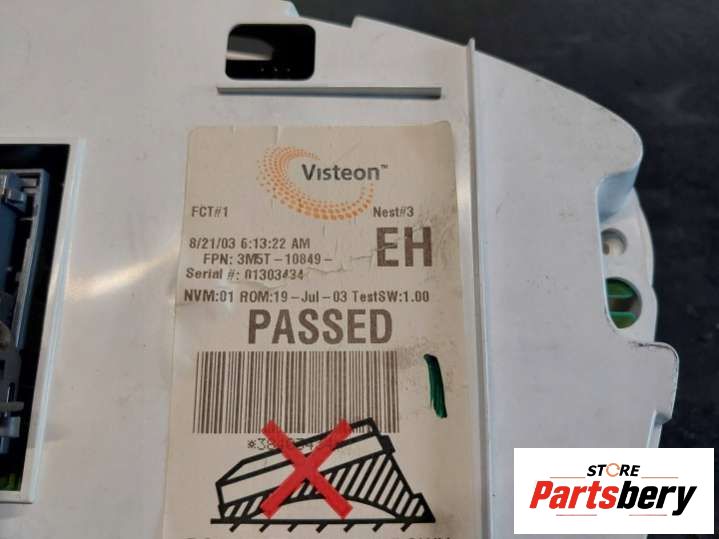 Visteon™
FCT#1 Nest#3
8/21/03 6:13:22 AM
FPN: 3M5T-10849- EH
Serial #: 01303434
NVM:01 ROM:19-Jul-03 TestSW:1.00
PASSED
STORE
Partsbery